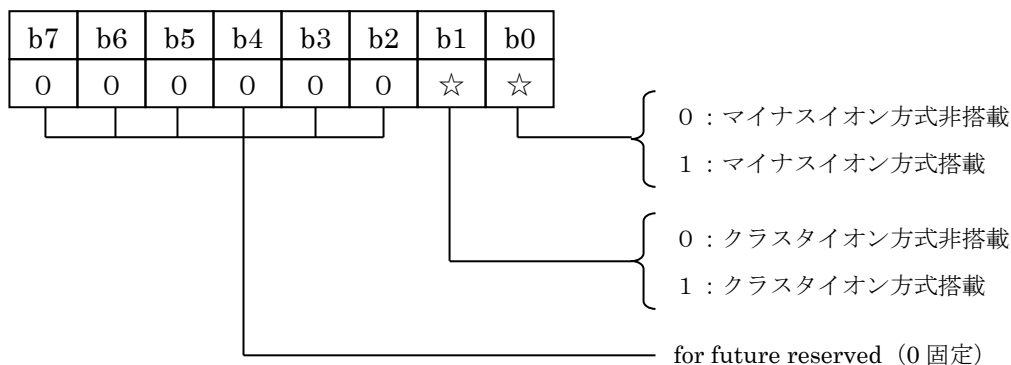 b7 b6 b5 b4 b3 b2 b1 b0
０ ０ ０ ０ ０ ０ ☆ ☆
０：マイナスイオン方式非搭載
１：マイナスイオン方式搭載
０：クラスタイオン方式非搭載
１：クラスタイオン方式搭載
for future reserved（0 固定）